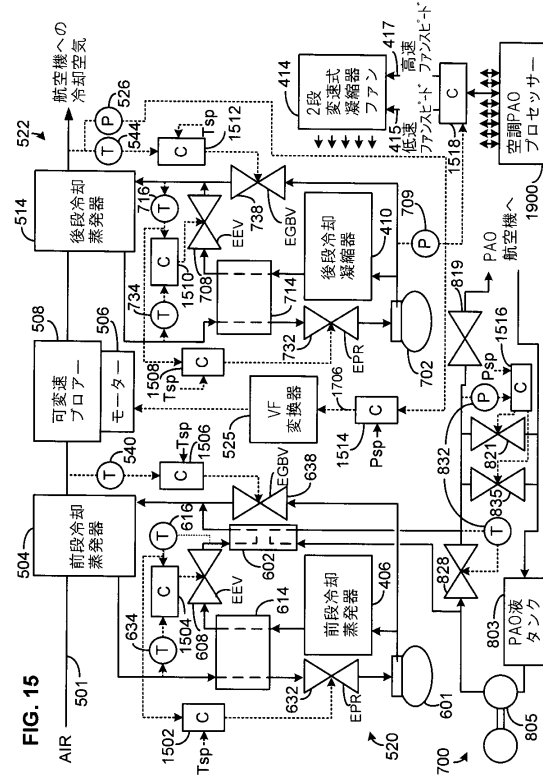 FIG. 15
AIR
501
504
前段冷却
蒸発器
508
可変速
ブロアー
モーター
506
514
後段冷却
蒸発器
522
航空機への
冷却空気
P
526
T
544
C
Tsp
1512
540
T
Tsp
C
1506
1502
C
Tsp
634
T
1504
C
T
616
608
EEV
614
602
EGBV
638
632
EPR
前段冷却
蒸発器
406
601
520
525
VF
変換器
1706
1514
C
Psp
1508
C
Tsp
734
T
1510
C
T
716
708
EEV
714
738
EGBV
732
EPR
後段冷却
凝縮器
410
702
P
709
414
2段
変速式
凝縮器
ファン
417
高速
ファンスピード
415
低速
ファンスピード
C
1518
空調PAO
プロセッサー
1900
700
805
803
PAO液
タンク
828
T
832
P
835
821
Psp
C
1516
819
PAO
航空機へ